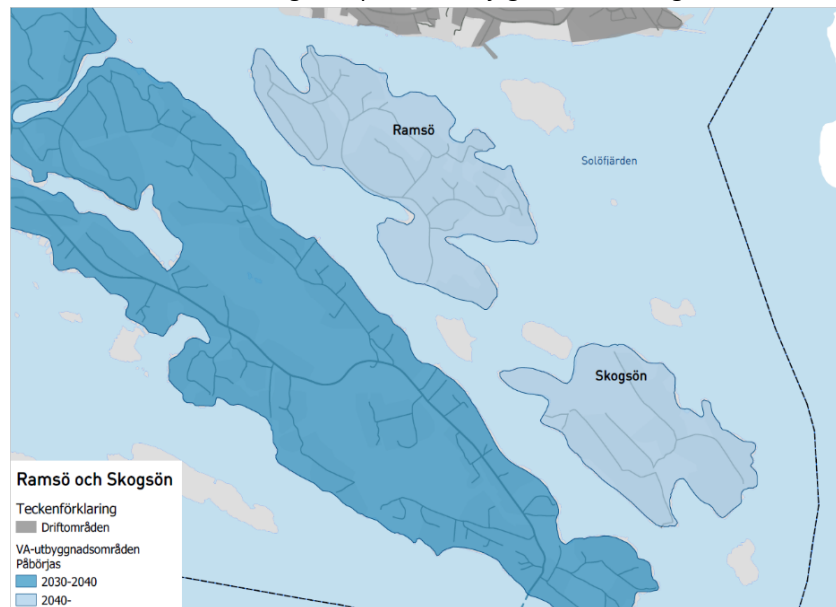 Ramsö
Solöfjärden
Skogsön
Ramsö och Skogsön
Teckenförklaring
Driftområden
VA-utbyggnadsområden
Påbörjas
2030-2040
2040-